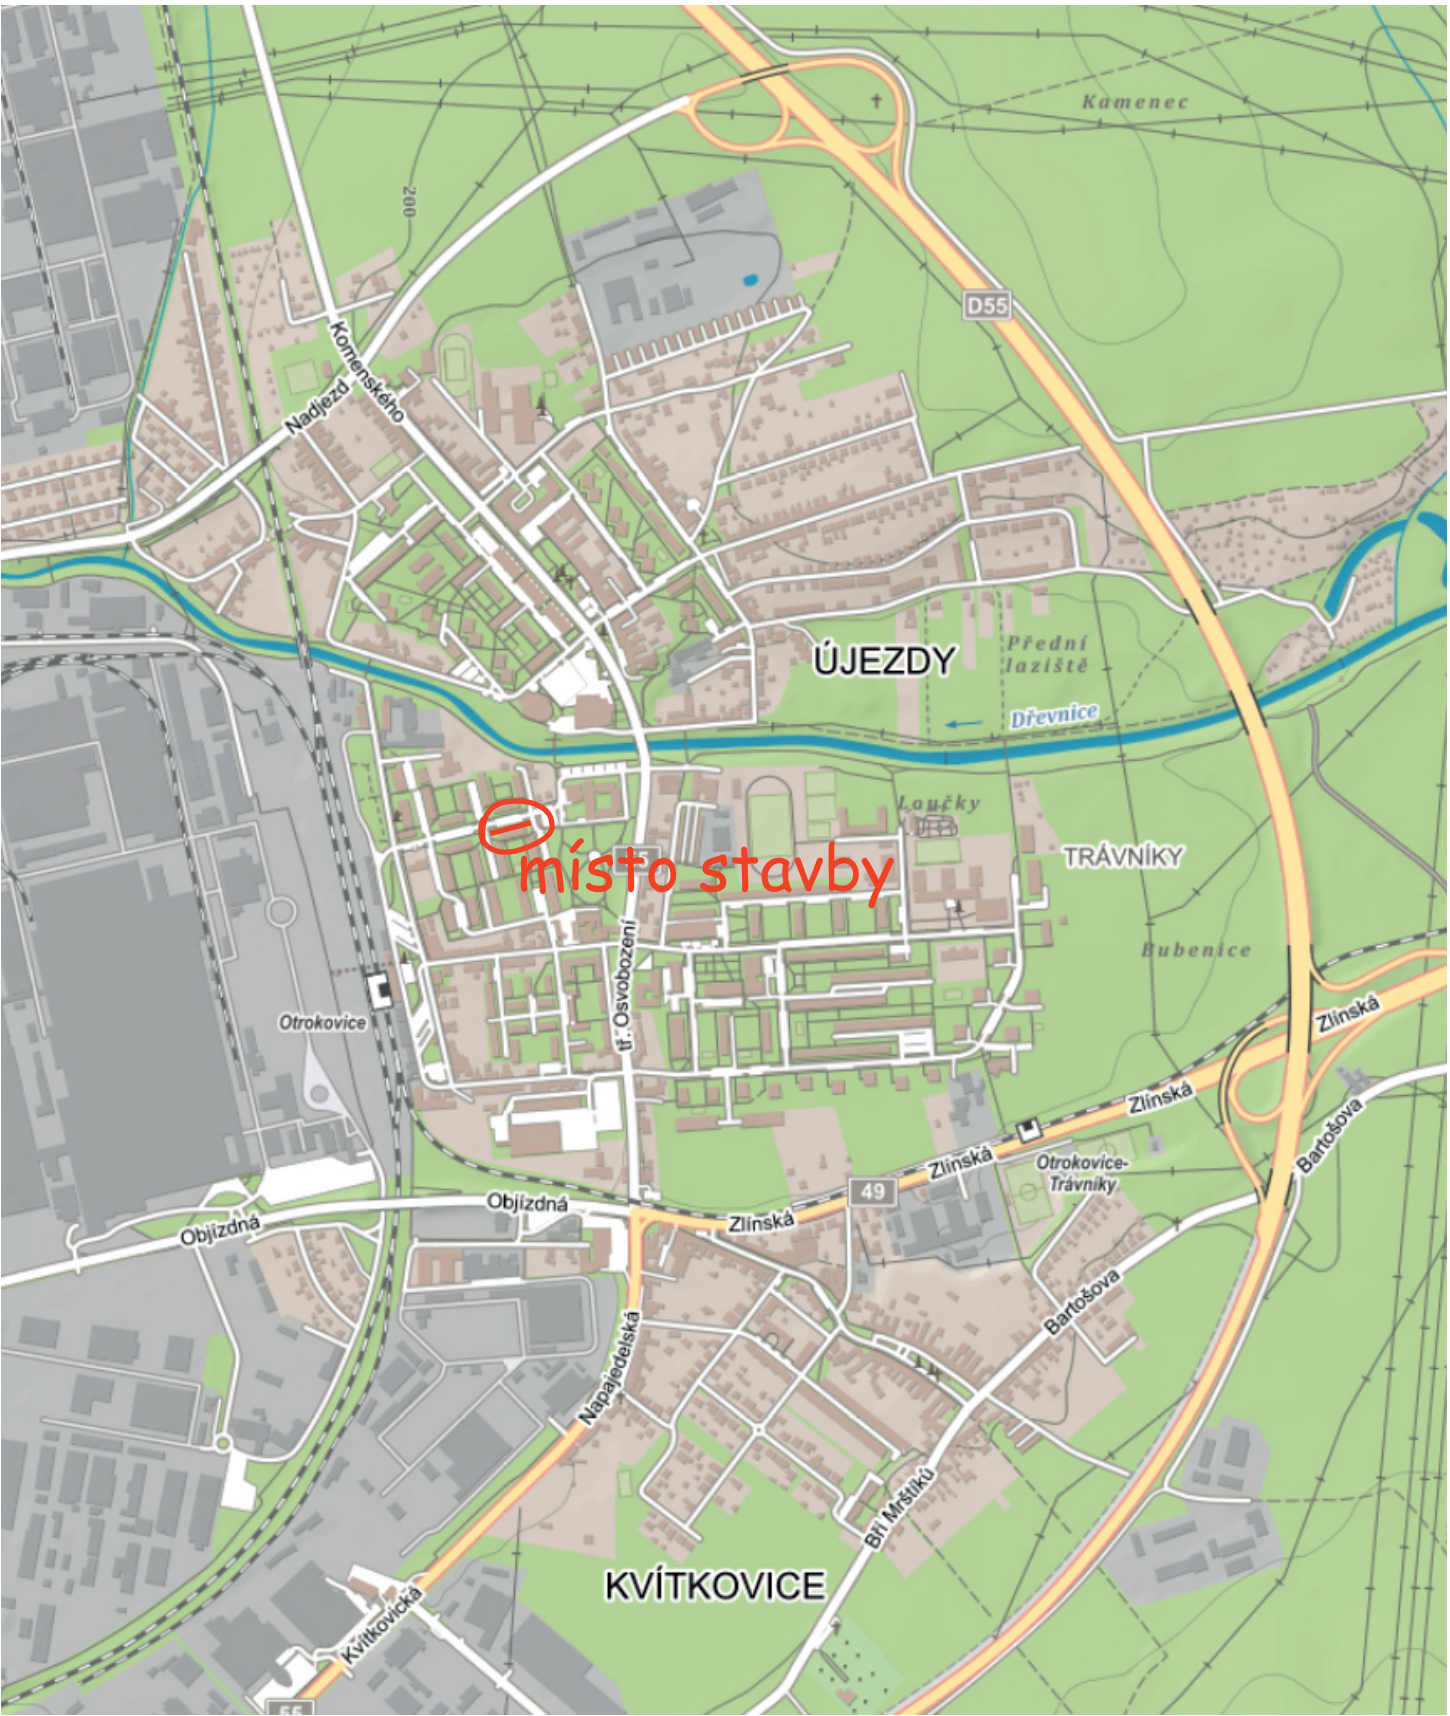 Kamenec
200
D55
Komenského
Nadjezd
ÚJEZDY
Přední
laziště
Dřevnice
Loučky
TRÁVNÍKY
místo stavby
Bubenice
tř. Osvobození
Otrokovice
Zlínská
Zlínská
Bartošova
Zlínská
Otrokovice-
Trávníky
49
Objízdná
Zlínská
Objízdná
Bartošova
Napajedelská
Bří Mrštíků
KVÍTKOVICE
Kvítkovická
55